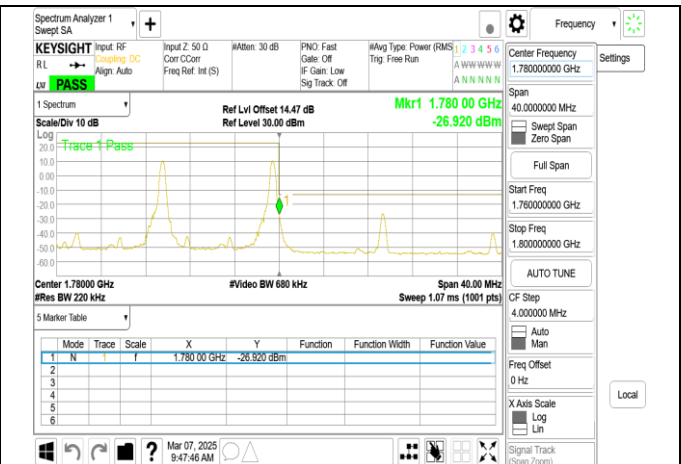 Spectrum Analyzer 1
Swept SA
Frequency
KEYSIGHT
RL
PASS
Input: RF
Coupling: DC
Align: Auto
Input Z: 50 Ω
Corr CCorr
Freq Ref: Int (S)
#Atten: 30 dB
PNO: Fast
Gate: Off
IF Gain: Low
Sig Track: Off
#Avg Type: Power (RMS
Trig: Free Run
1 2 3 4 5 6
A W W W W W
A N N N N N
Center Frequency
1.780000000 GHz
Settings
Span
40.0000000 MHz
Swept Span
Zero Span
Full Span
Start Freq
1.760000000 GHz
Stop Freq
1.800000000 GHz
AUTO TUNE
CF Step
4.000000 MHz
Auto
Man
Freq Offset
0 Hz
X Axis Scale
Log
Lin
Signal Track
(Span Zoom)
Local
1 Spectrum
Scale/Div 10 dB
Ref Lvl Offset 14.47 dB
Ref Level 30.00 dBm
Mkr1 1.780 00 GHz
-26.920 dBm
Log
Trace 1 Pass
20.0
10.0
0.00
-10.0
-20.0
-30.0
-40.0
-50.0
-60.0
1
Center 1.78000 GHz
#Res BW 220 kHz
#Video BW 680 kHz
Span 40.00 MHz
Sweep 1.07 ms (1001 pts)
5 Marker Table
Mode Trace Scale X Y Function Function Width Function Value
1 N 1 f 1.780 00 GHz -26.920 dBm
2
3
4
5
6
Mar 07, 2025
9:47:46 AM